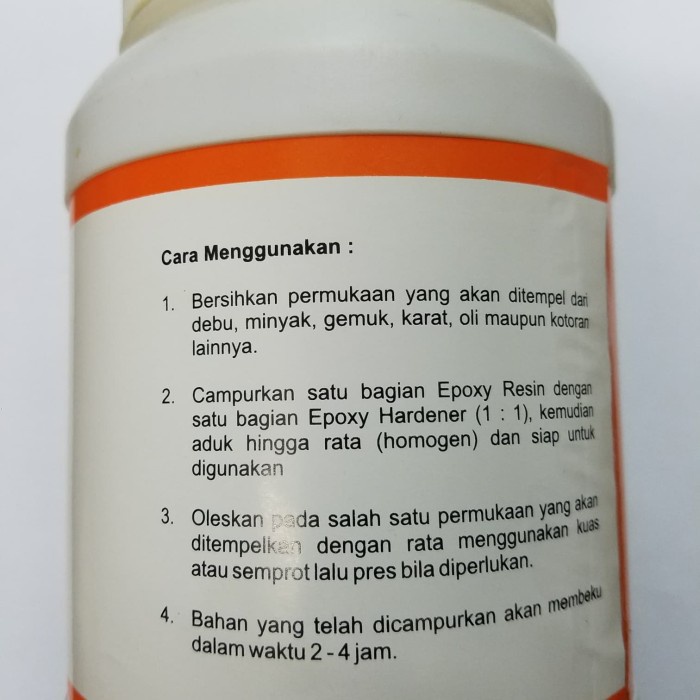 Cara Menggunakan :
1. Bersihkan permukaan yang akan ditempel dari
debu, minyak, gemuk, karat, oli maupun kotoran
lainnya.
2. Campurkan satu bagian Epoxy Resin dengan
satu bagian Epoxy Hardener (1 : 1), kemudian
aduk hingga rata (homogen) dan siap untuk
digunakan
3. Oleskan pada salah satu permukaan yang akan
ditempelkan dengan rata menggunakan kuas
atau semprot lalu pres bila diperlukan.
4. Bahan yang telah dicampurkan akan membeku
dalam waktu 2 - 4 jam.